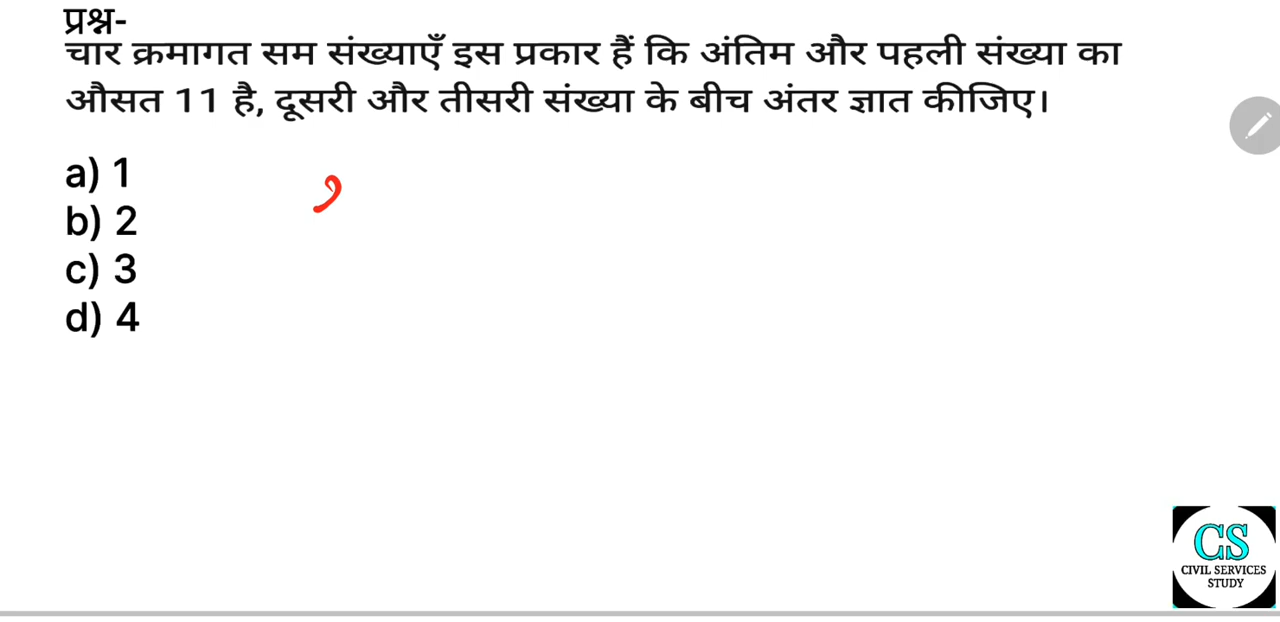 प्रश्न-
चार क्रमागत सम संख्याएँ इस प्रकार हैं कि अंतिम और पहली संख्या का
औसत 11 है, दूसरी और तीसरी संख्या के बीच अंतर ज्ञात कीजिए।
a) 1
b) 2
c) 3
d) 4
CS
CIVIL SERVICES
STUDY